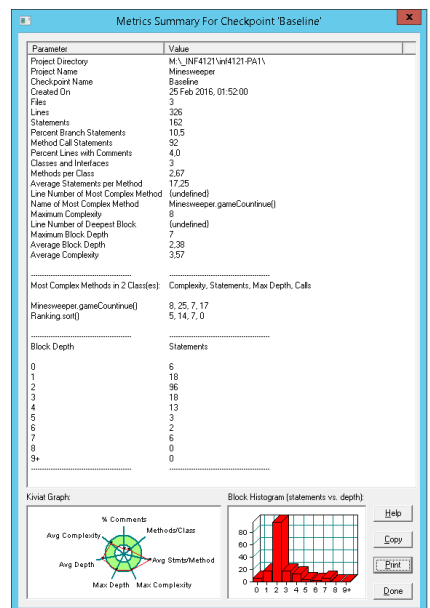 Metrics Summary For Checkpoint 'Baseline'
x
Parameter Value
Project Directory M:\_INF4121\inf4121-PA1\
Project Name Minesweeper
Checkpoint Name Baseline
Created On 25 Feb 2016, 01:52:00
Files 3
Lines 326
Statements 162
Percent Branch Statements 10,5
Method Call Statements 92
Percent Lines with Comments 4,0
Classes and Interfaces 3
Methods per Class 2,67
Average Statements per Method 17,25
Line Number of Most Complex Method {undefined}
Name of Most Complex Method Minesweeper.gameCountinue()
Maximum Complexity 8
Line Number of Deepest Block {undefined}
Maximum Block Depth 7
Average Block Depth 2,38
Average Complexity 3,57
Most Complex Methods in 2 Class(es): Complexity, Statements, Max Depth, Calls
Minesweeper.gameCountinue() 8, 25, 7, 17
Ranking.sort() 5, 14, 7, 0
Block Depth Statements
0 6
1 18
2 96
3 18
4 13
5 3
6 2
7 6
8 0
9+ 0
Kiviat Graph:
% Comments
Methods/Class
Avg Complexity
Avg Stmts/Method
Avg Depth
Max Depth Max Complexity
Block Histogram (statements vs. depth):
80
60
40
20
0
0 1 2 3 4 5 6 7 8 9+
Help
Copy
Print
Done